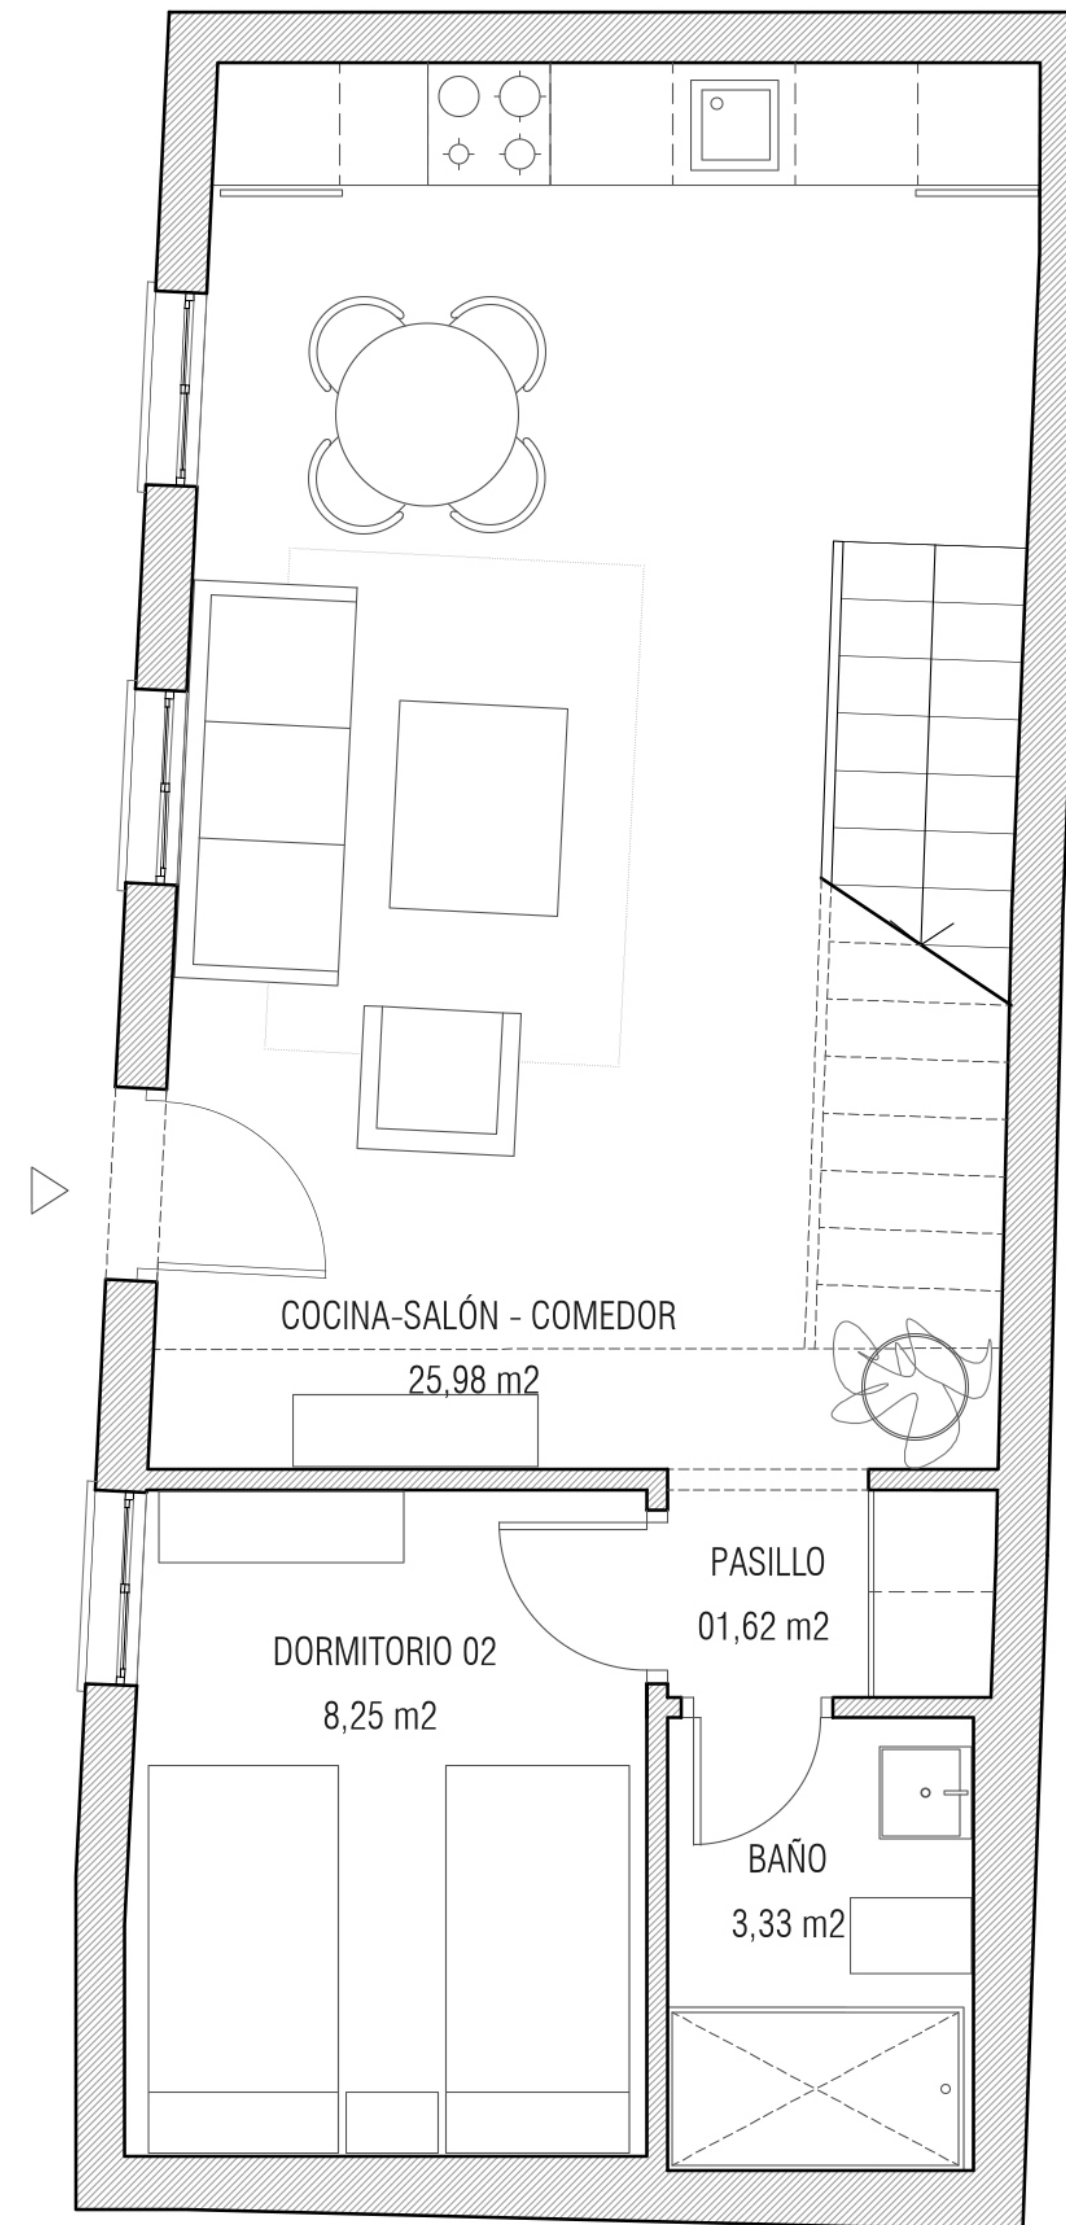 COCINA-SALÓN - COMEDOR
25,98 m2
PASILLO
01,62 m2
DORMITORIO 02
8,25 m2
BAÑO
3,33 m2